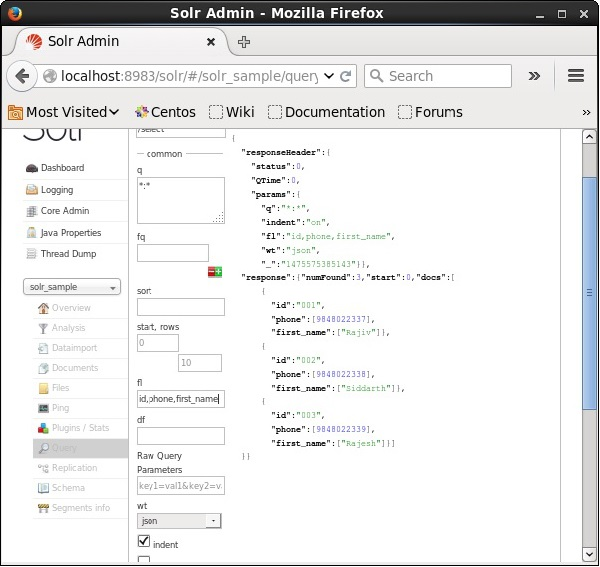 Solr Admin - Mozilla Firefox
Solr Admin
localhost:8983/solr/#/solr_sample/query
Search
Most Visited
Centos
Wiki
Documentation
Forums
Solr
Dashboard
Logging
Core Admin
Java Properties
Thread Dump
solr_sample
Overview
Analysis
Dataimport
Documents
Files
Ping
Plugins / Stats
Query
Replication
Schema
Segments info
/select
common
q
*:*
fq
sort
start, rows
0
10
fl
id,phone,first_name
df
Raw Query
Parameters
key1=val1&key2=v
wt
json
indent
{
"responseHeader":{
"status":0,
"QTime":0,
"params":{
"q":"*:*",
"indent":"on",
"fl":"id,phone,first_name",
"wt":"json",
"_":"1475575385143"}},
"response":{"numFound":3,"start":0,"docs":[
{
"id":"001",
"phone":[9848022337],
"first_name":["Rajiv"]},
{
"id":"002",
"phone":[9848022338],
"first_name":["Siddarth"]},
{
"id":"003",
"phone":[9848022339],
"first_name":["Rajesh"]}]
}}